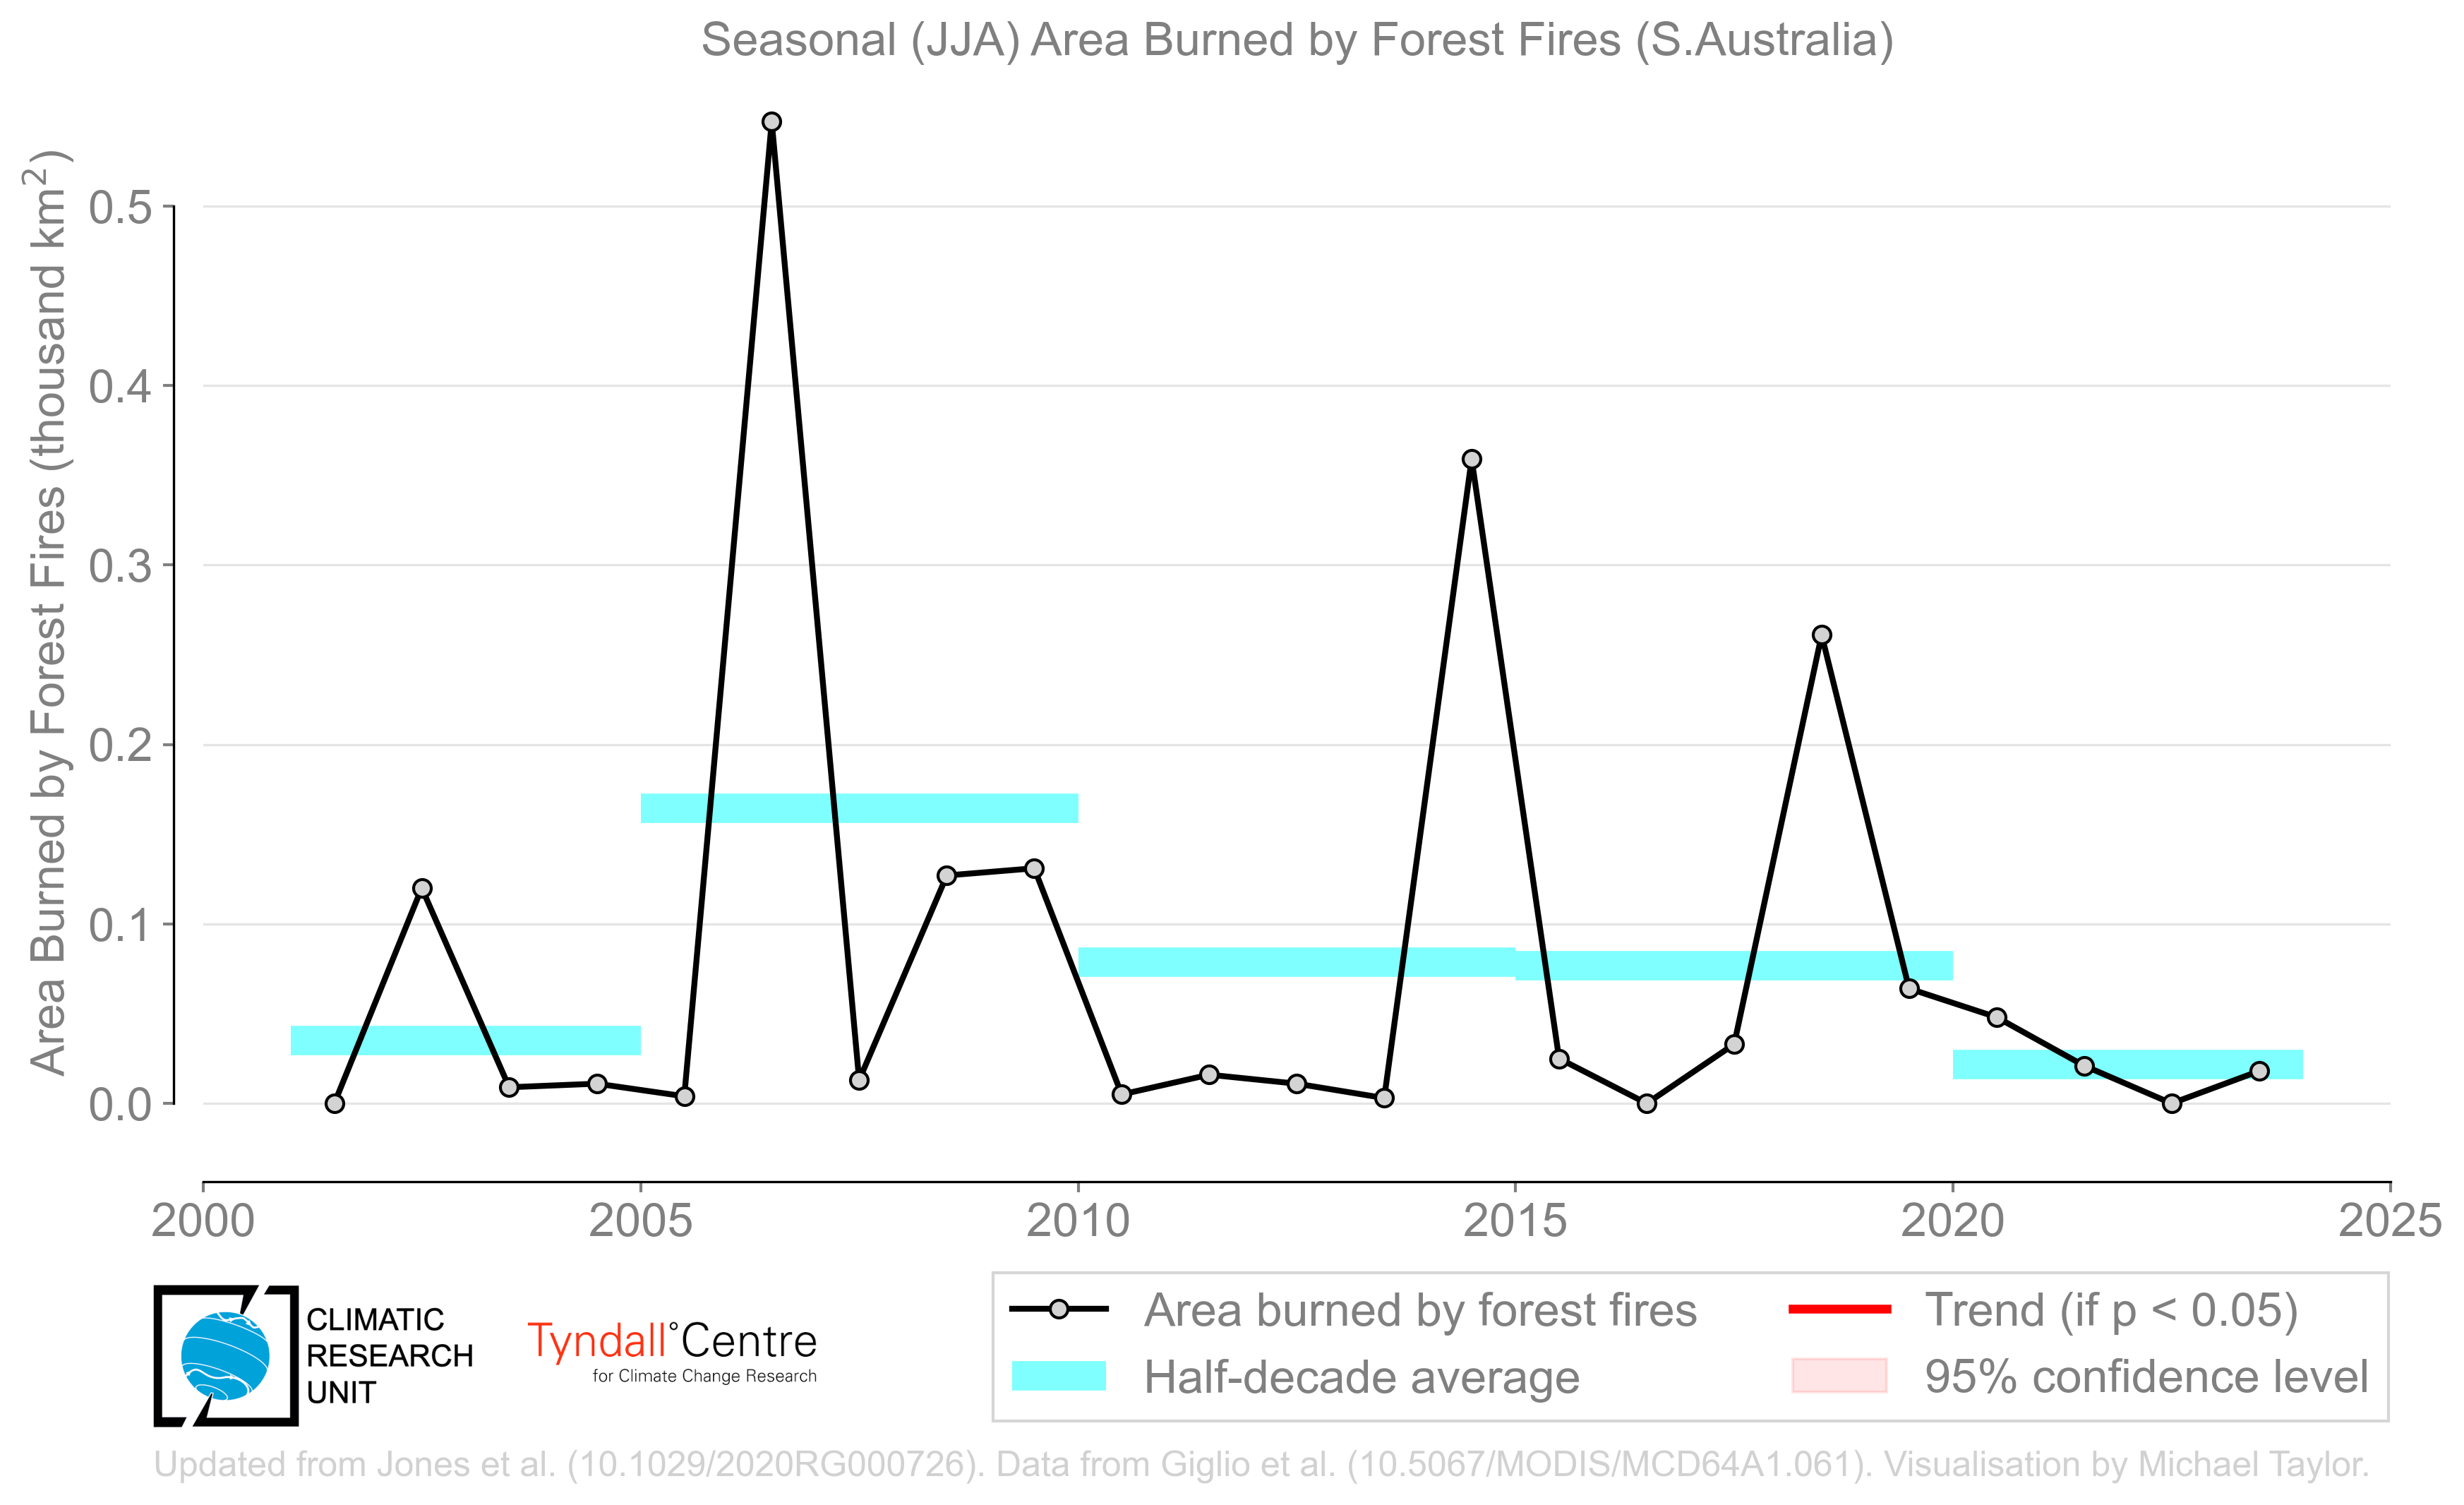 Seasonal (JJA) Area Burned by Forest Fires (S.Australia)
Area Burned by Forest Fires (thousand km²)
0.5
0.4
0.3
0.2
0.1
0.0
2000 2005 2010 2015 2020 2025
CLIMATIC
RESEARCH
UNIT
Tyndall°Centre
for Climate Change Research
Area burned by forest fires
Half-decade average
Trend (if p < 0.05)
95% confidence level
Updated from Jones et al. (10.1029/2020RG000726). Data from Giglio et al. (10.5067/MODIS/MCD64A1.061). Visualisation by Michael Taylor.